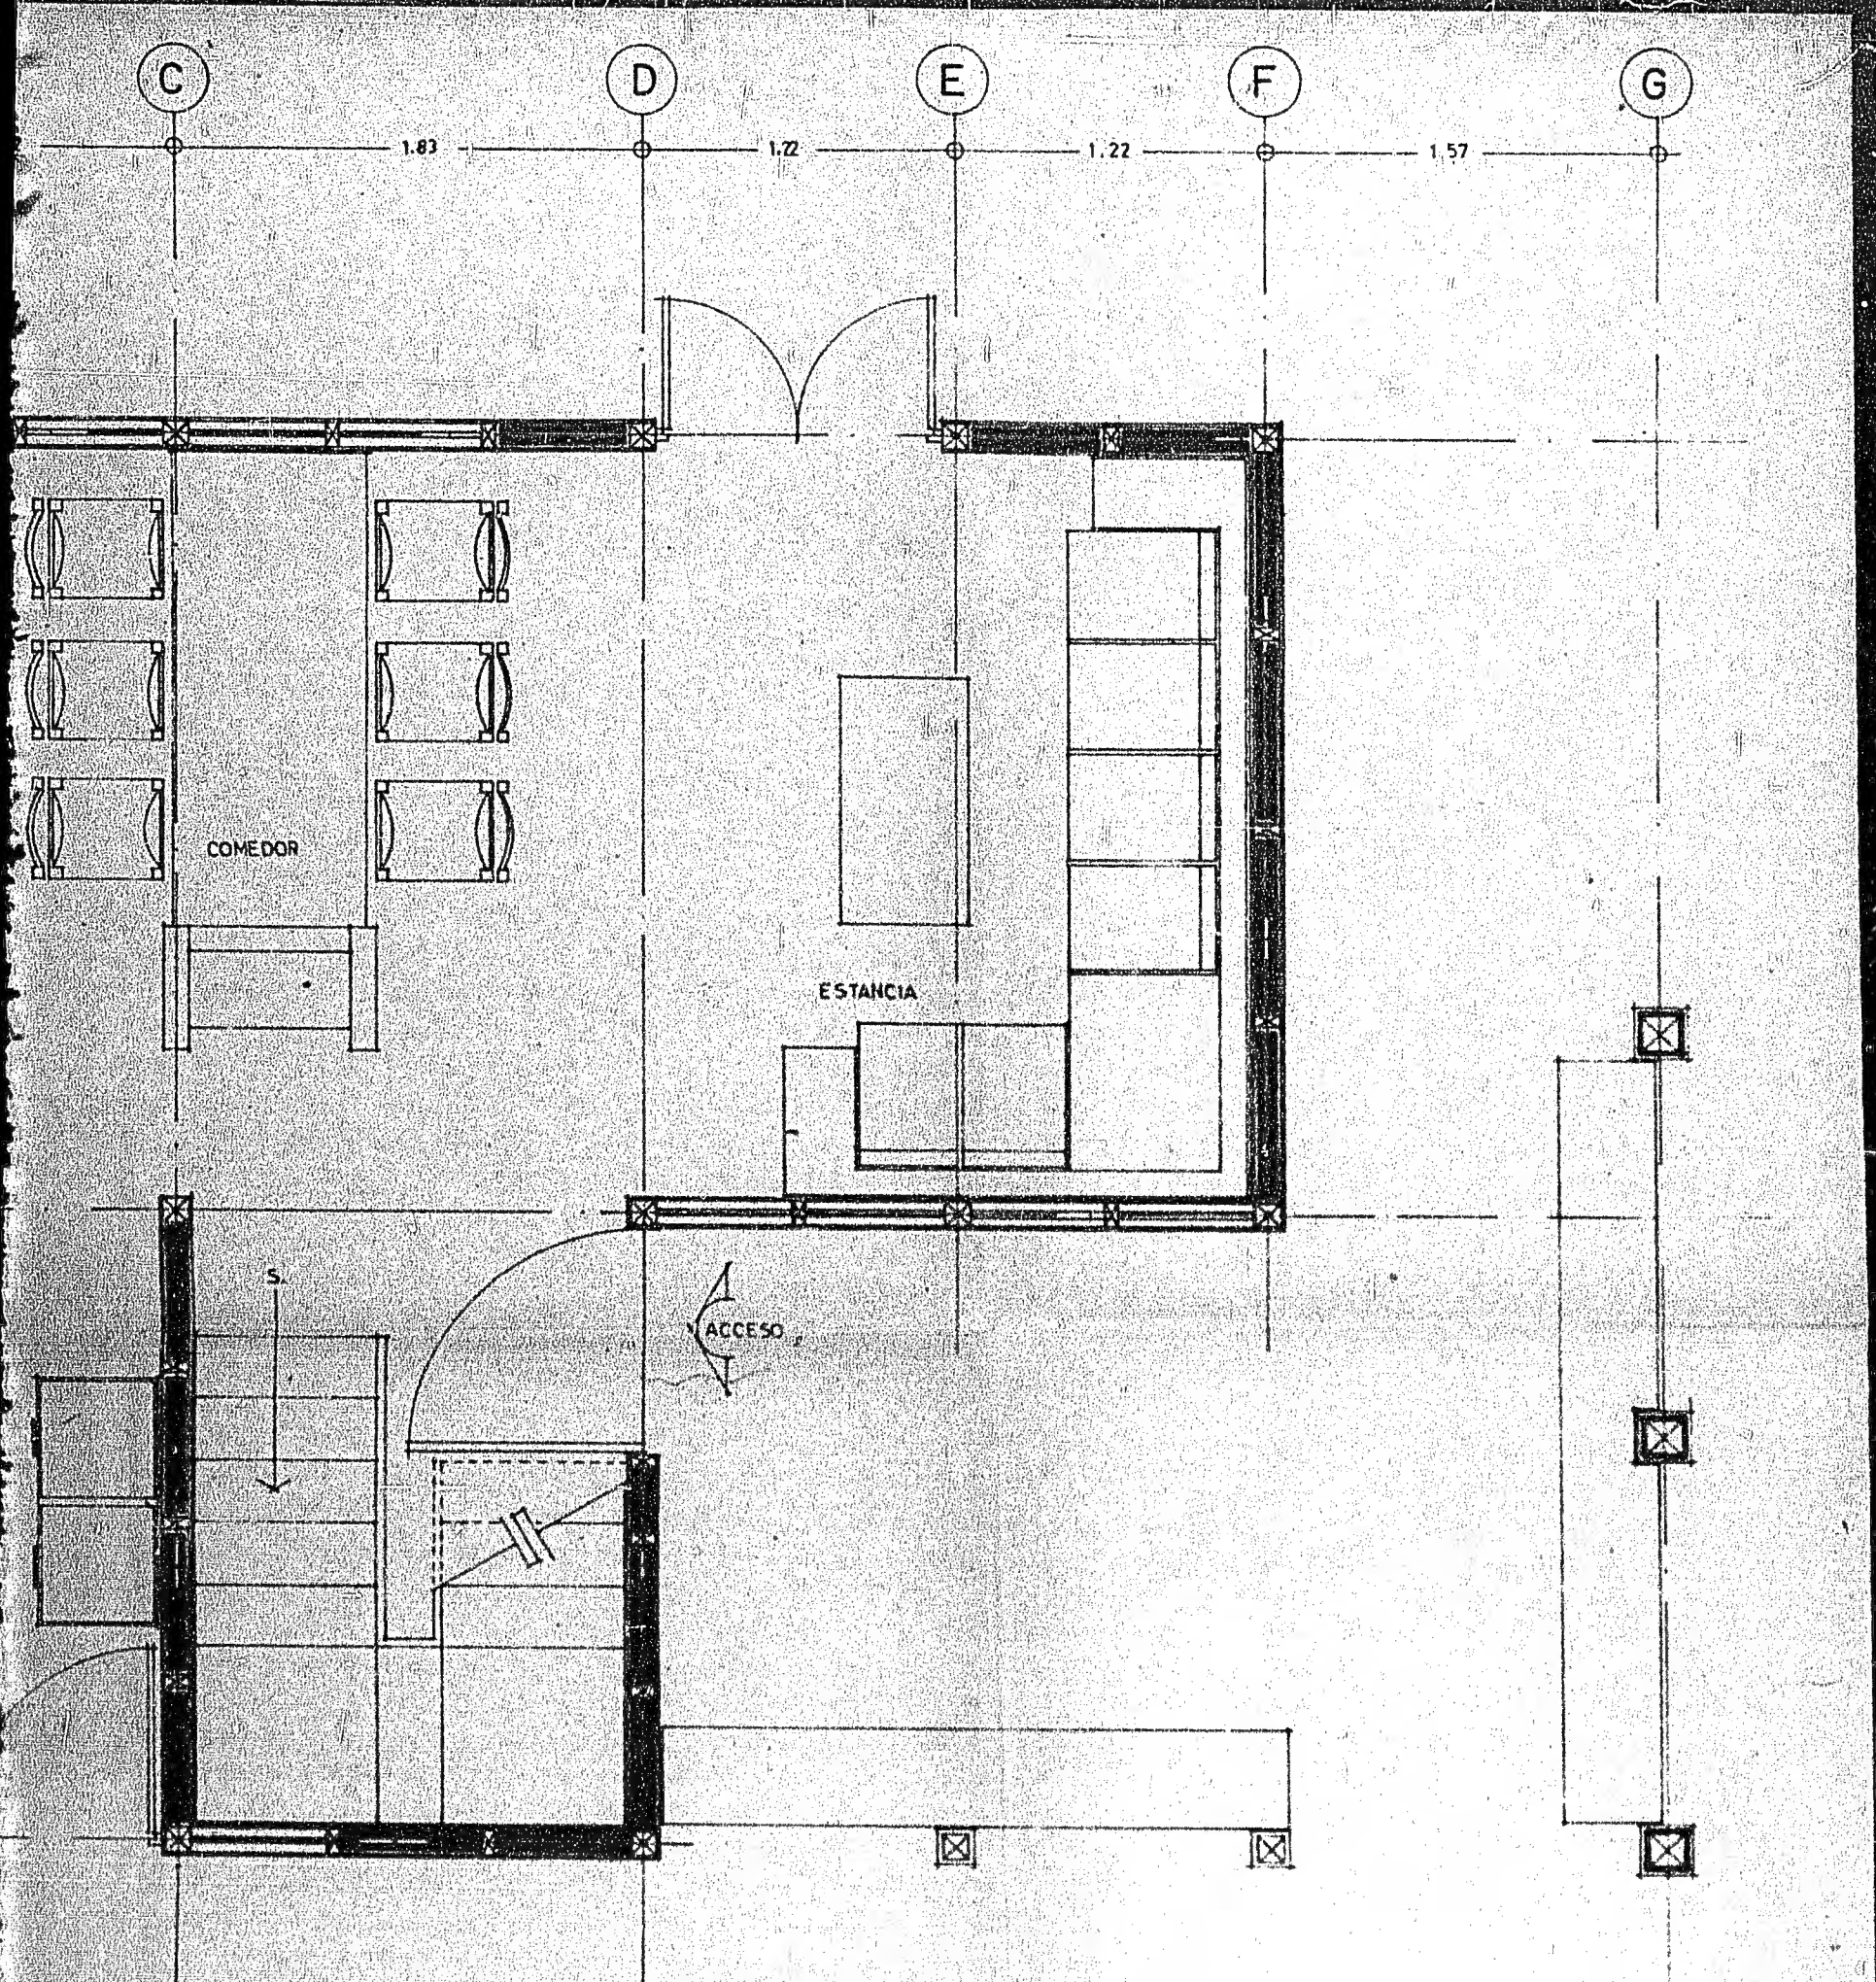 C D E F G
1.83 1.22 1.22 1.57
COMEDOR
ESTANCIA
S.
ACCESO